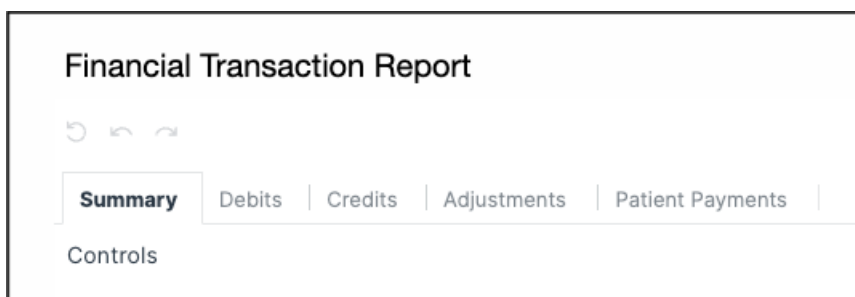 Financial Transaction Report
Summary Debits Credits Adjustments Patient Payments
Controls